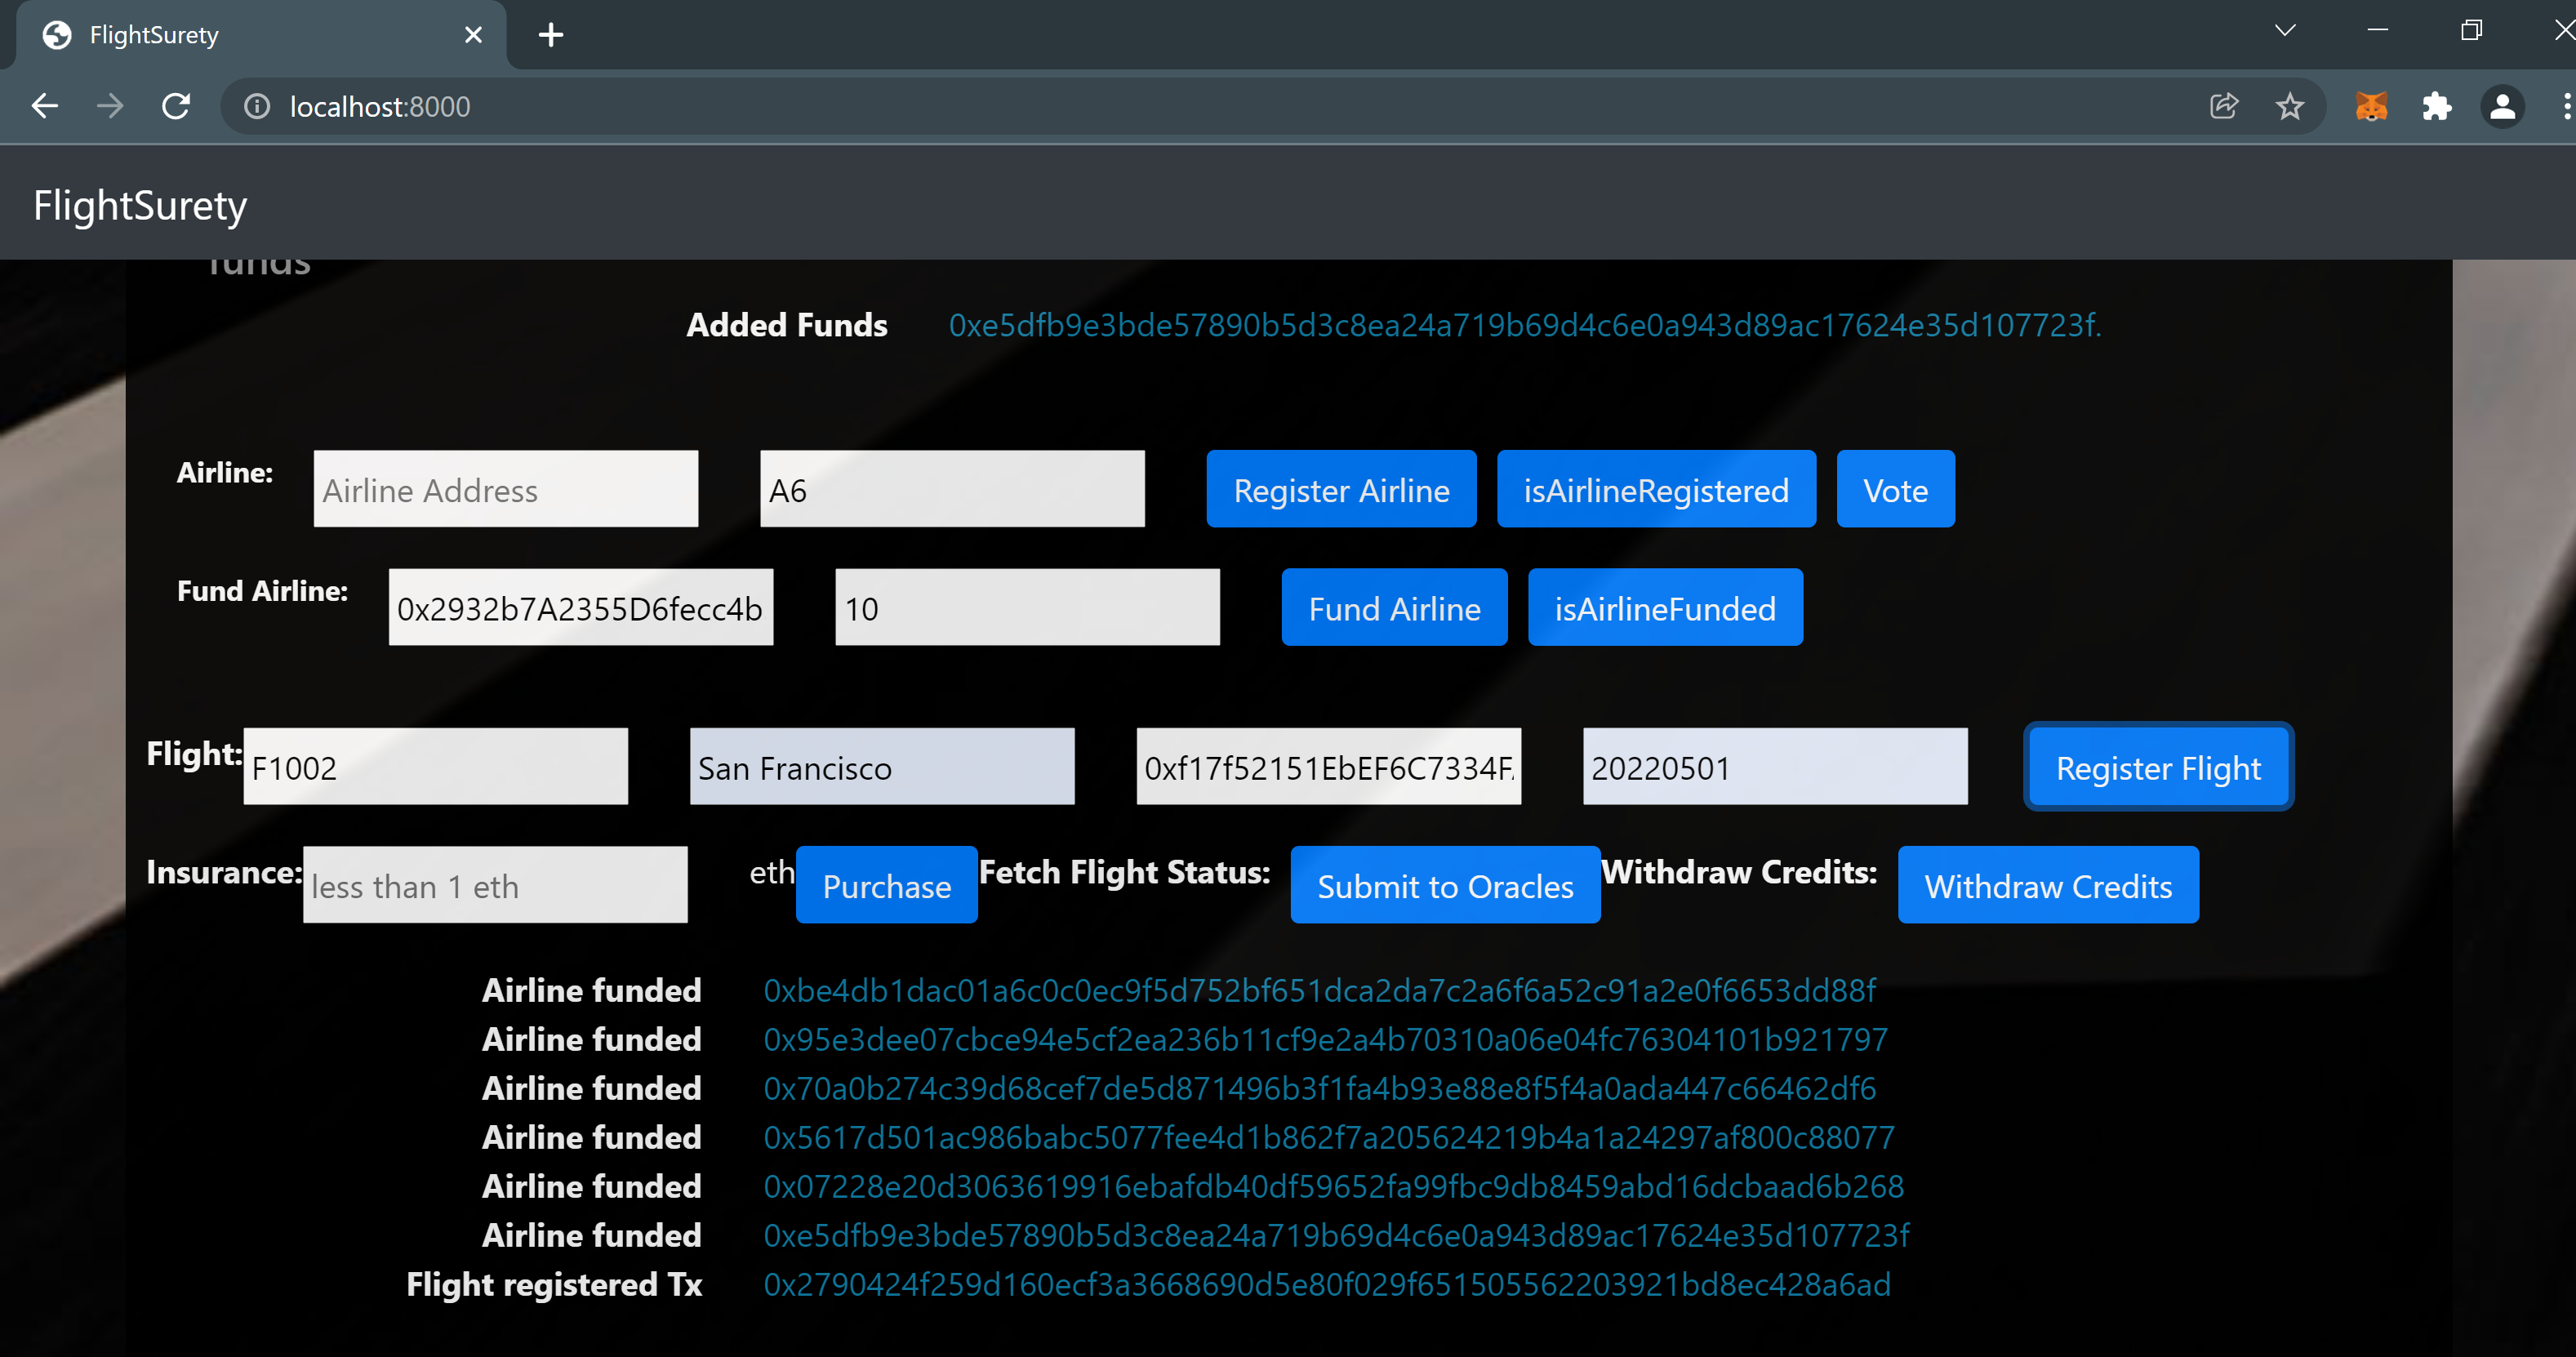 FlightSurety
localhost:8000
FlightSurety
funds
Added Funds 0xe5dfb9e3bde57890b5d3c8ea24a719b69d4c6e0a943d89ac17624e35d107723f.
Airline: Airline Address A6 Register Airline isAirlineRegistered Vote
Fund Airline: 0x2932b7A2355D6fecc4b 10 Fund Airline isAirlineFunded
Flight: F1002 San Francisco 0xf17f52151EbEF6C7334F 20220501 Register Flight
Insurance: less than 1 eth eth Purchase Fetch Flight Status: Submit to Oracles Withdraw Credits: Withdraw Credits
Airline funded 0xbe4db1dac01a6c0c0ec9f5d752bf651dca2da7c2a6f6a52c91a2e0f6653dd88f
Airline funded 0x95e3dee07cbce94e5cf2ea236b11cf9e2a4b70310a06e04fc76304101b921797
Airline funded 0x70a0b274c39d68cef7de5d871496b3f1fa4b93e88e8f5f4a0ada447c66462df6
Airline funded 0x5617d501ac986babc5077fee4d1b862f7a205624219b4a1a24297af800c88077
Airline funded 0x07228e20d3063619916ebafdb40df59652fa99fbc9db8459abd16dcbaad6b268
Airline funded 0xe5dfb9e3bde57890b5d3c8ea24a719b69d4c6e0a943d89ac17624e35d107723f
Flight registered Tx 0x2790424f259d160ecf3a3668690d5e80f029f651505562203921bd8ec428a6ad